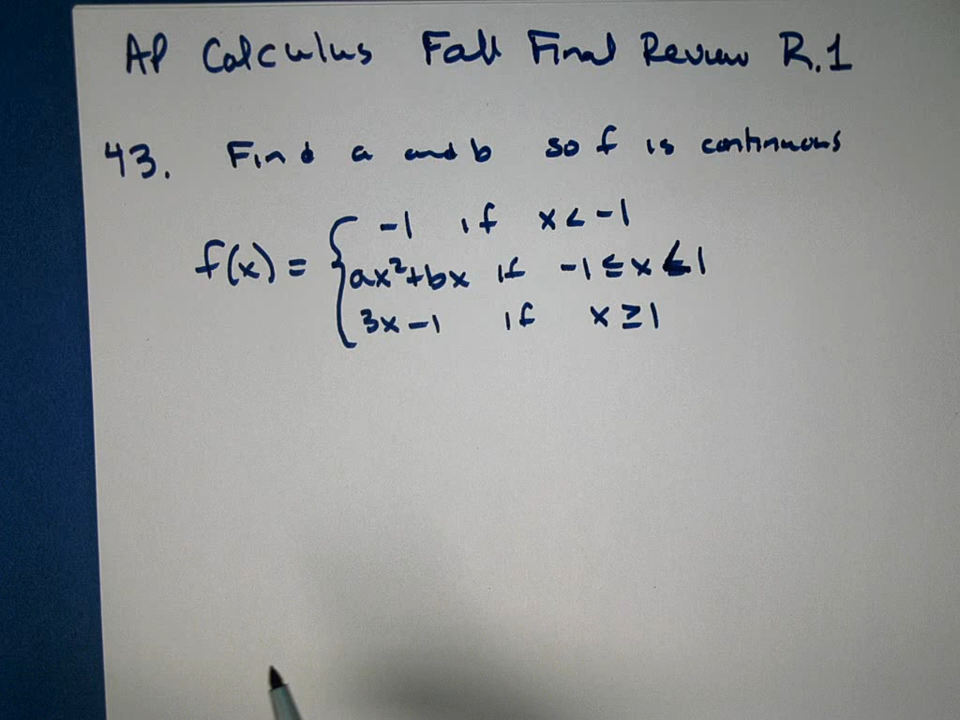 AP Calculus Fall Final Review R.1
43. Find a and b so f is continuous
f(x) = { -1 if x < -1
ax²+bx if -1 ≤ x < 1
3x-1 if x ≥ 1